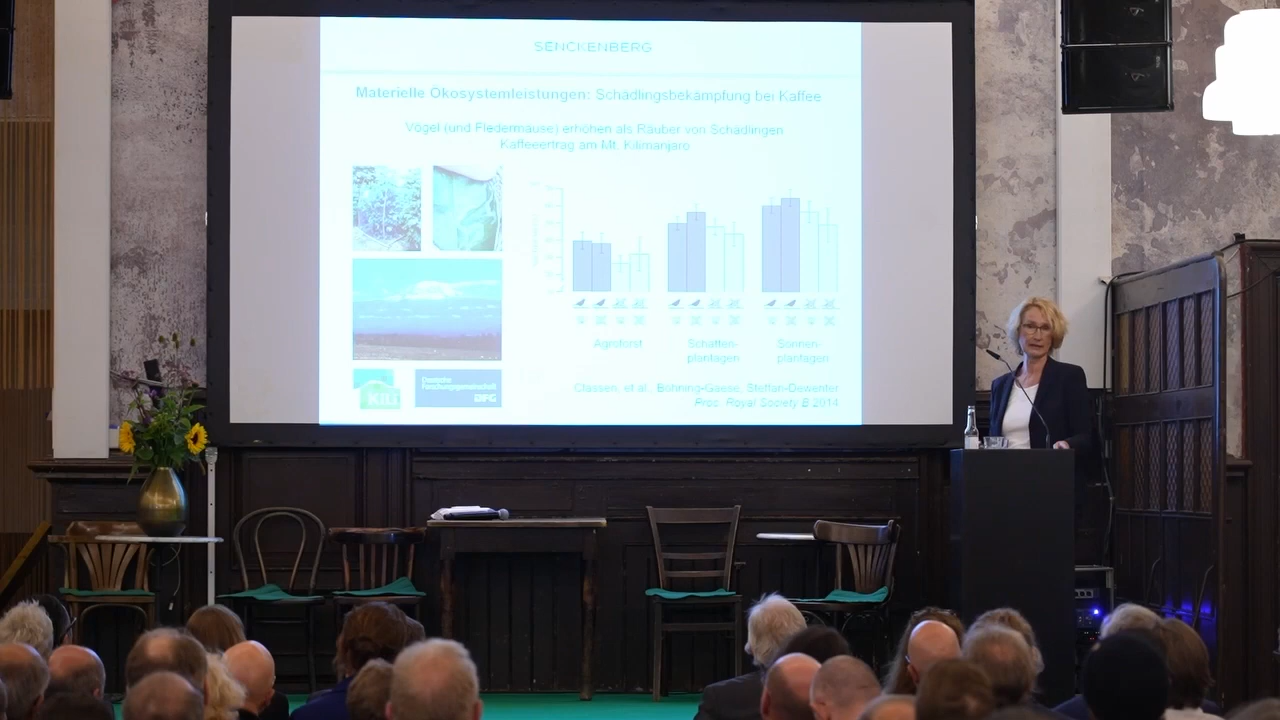 SENCKENBERG
Materielle Ökosystemleistungen: Schädlingsbekämpfung bei Kaffee
Vögel (und Fledermäuse) erhöhen als Räuber von Schädlingen
Kaffeeertrag am Mt. Kilimanjaro
Agroforst
Schatten-
plantagen
Sonnen-
plantagen
KiLi
Deutsche
Forschungsgemeinschaft
DFG
Classen, et al., Böhning-Gaese, Steffan-Dewenter
Proc. Royal Society B 2014